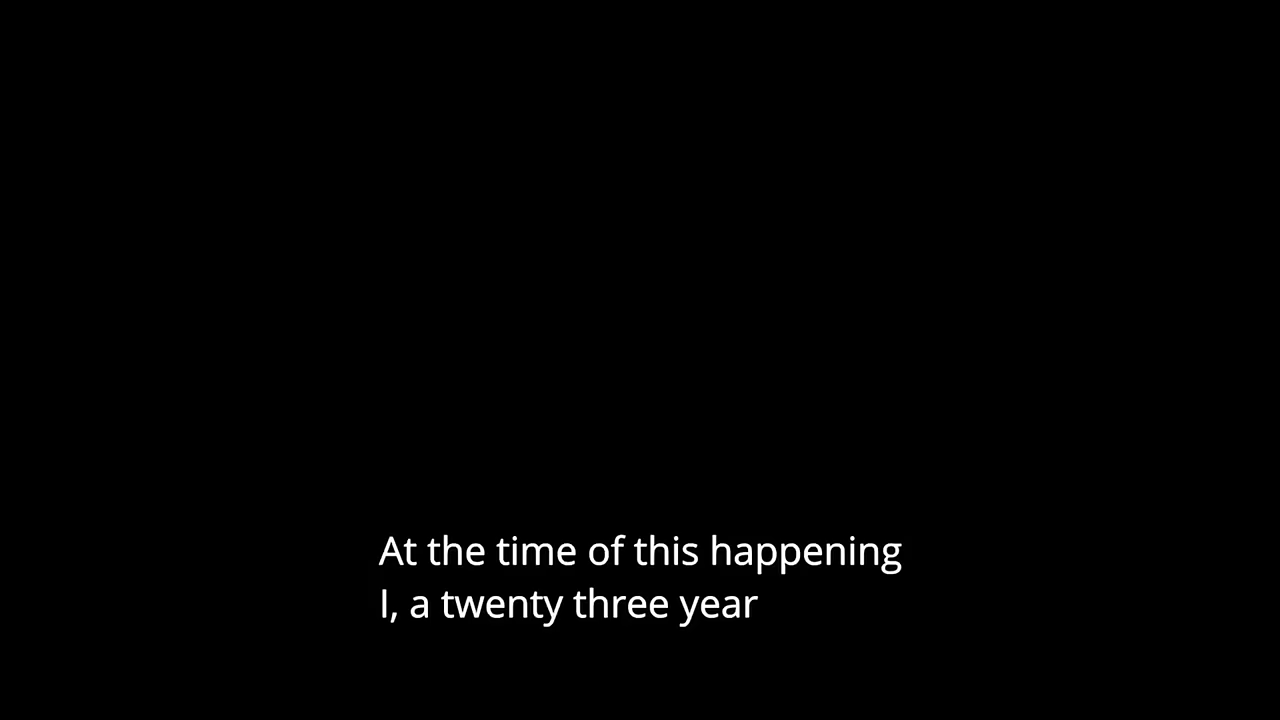 At the time of this happening
I, a twenty three year